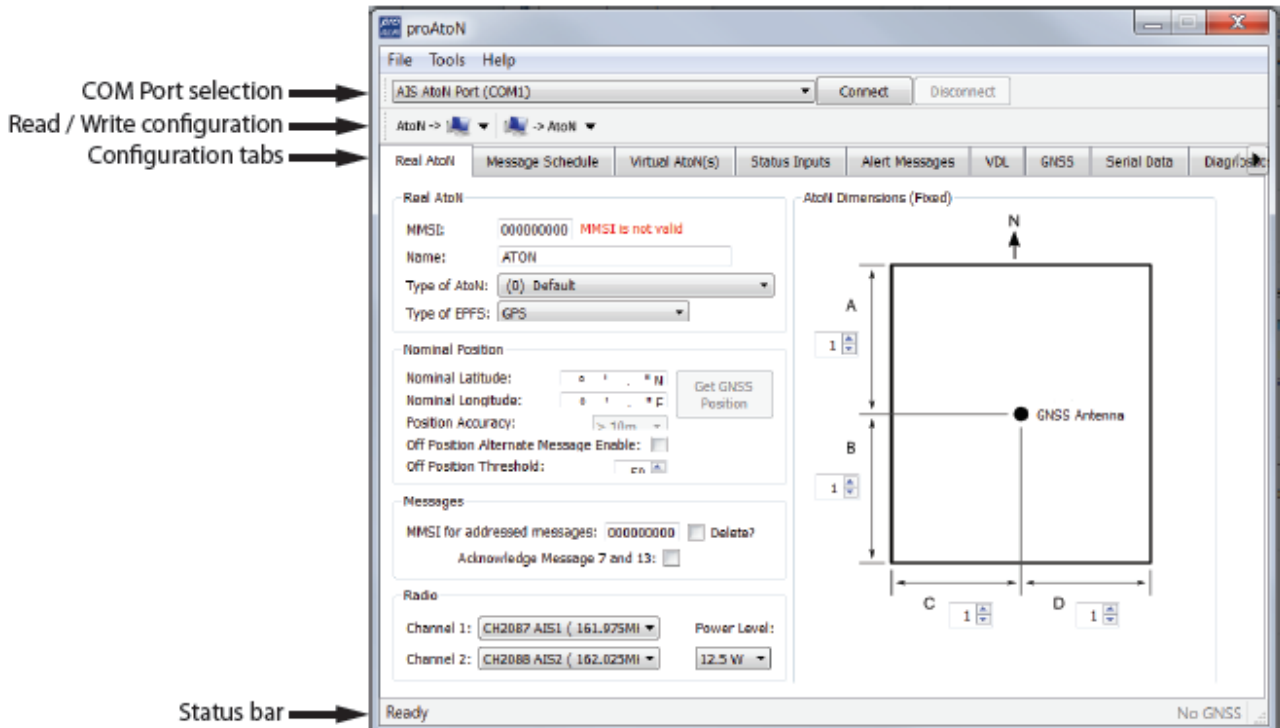 proAtoN
File Tools Help
COM Port selection
AIS AtoN Port (COM1) Connect Disconnect
Read / Write configuration
AtoN -> -> AtoN
Configuration tabs
Real AtoN Message Schedule Virtual AtoN(s) Status Inputs Alert Messages VDL GNSS Serial Data
Real AtoN
MMSI: 000000000 MMSI is not valid
Name: ATON
Type of AtoN: (0) Default
Type of EPFS: GPS
Nominal Position
Nominal Latitude: ° ' . " N
Nominal Longitude: ° ' . "
Get GNSS
Position
Position Accuracy: > 10m
Off Position Alternate Message Enable:
Off Position Threshold:
Messages
MMSI for addressed messages: 000000000 Delete?
Acknowledge Message 7 and 13:
Radio
Channel 1: CH2087 AIS1 ( 161.975MI
Channel 2: CH2088 AIS2 ( 162.025MI
Power Level:
12.5 W
AtoN Dimensions (Fixed)
N
A
1
GNSS Antenna
B
1
C 1
D 1
Status bar
Ready No GNSS